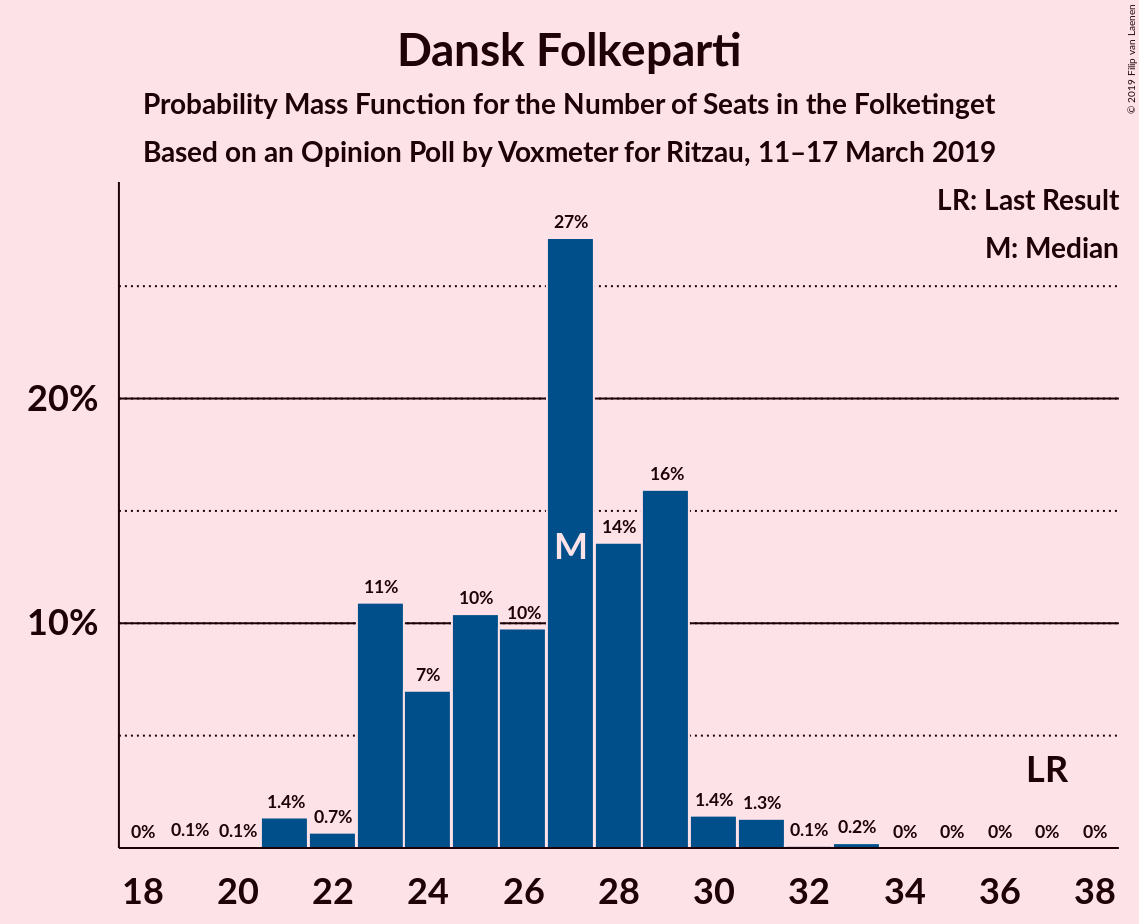 Dansk Folkeparti
Probability Mass Function for the Number of Seats in the Folketinget
Based on an Opinion Poll by Voxmeter for Ritzau, 11–17 March 2019
© 2019 Filip van Laenen
LR: Last Result
M: Median
27%
20%
16%
14%
M
11%
10%
10%
10%
7%
LR
1.4%
0.7%
1.4%
1.3%
0%
0.1%
0.1%
0.1%
0.2%
0%
0%
0%
0%
0%
18 20 22 24 26 28 30 32 34 36 38